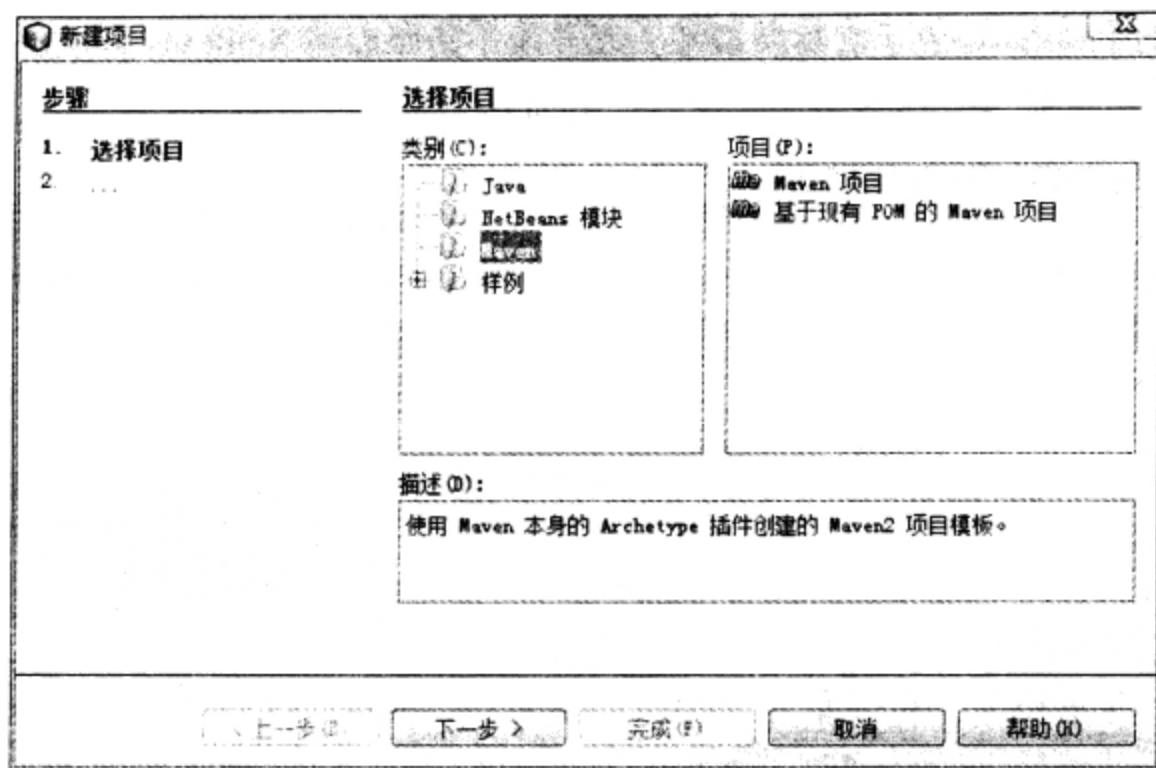 新建项目
步骤
1. 选择项目
2. ...
选择项目
类别(C):
Java
NetBeans 模块
Maven
样例
项目(P):
Maven 项目
基于现有 POM 的 Maven 项目
描述(D):
使用 Maven 本身的 Archetype 插件创建的 Maven2 项目模板。
< 上一步(B)
下一步 >
完成(F)
取消
帮助(H)